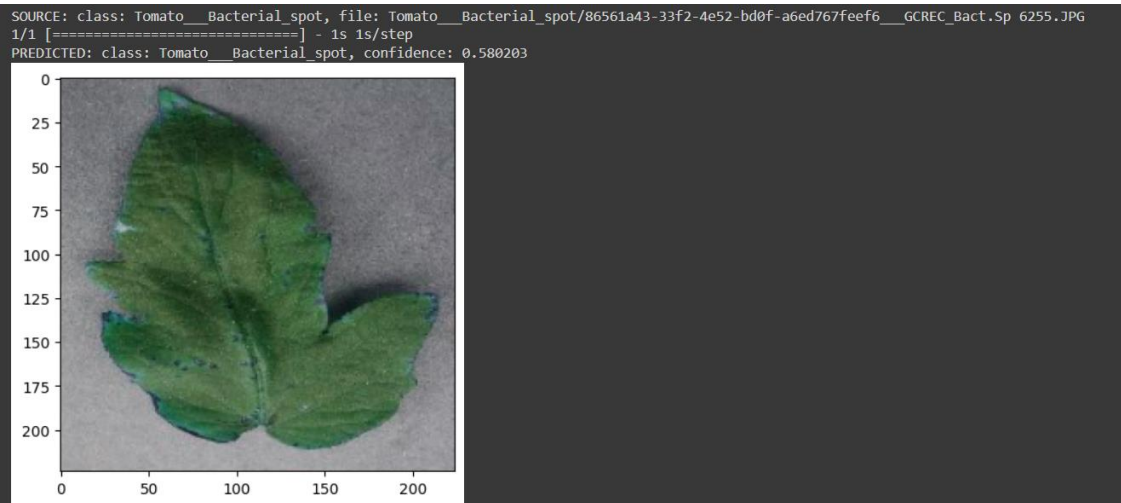 SOURCE: class: Tomato___Bacterial_spot, file: Tomato___Bacterial_spot/86561a43-33f2-4e52-bd0f-a6ed767feef6___GCREC_Bact.Sp 6255.JPG
1/1 [==============================] - 1s 1s/step
PREDICTED: class: Tomato___Bacterial_spot, confidence: 0.580203
0
25
50
75
100
125
150
175
200
0 50 100 150 200